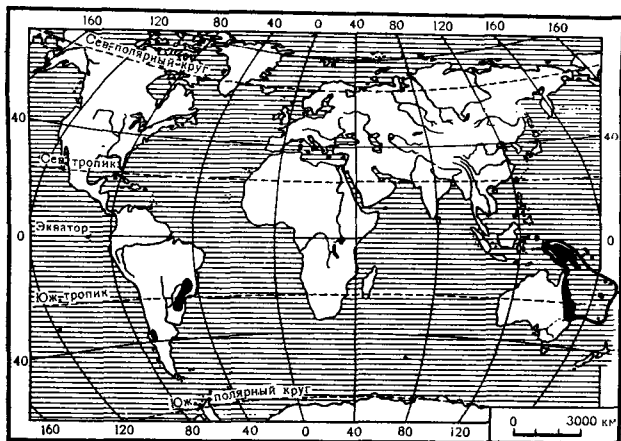 160 120 80 40 0 40 80 120 160 160
Сев. полярный круг
40 40
Сев. тропик
Экватор
0 0
Юж. тропик
40
Юж. полярный круг
0 3000 км
160 120 80 40 0 40 80 120